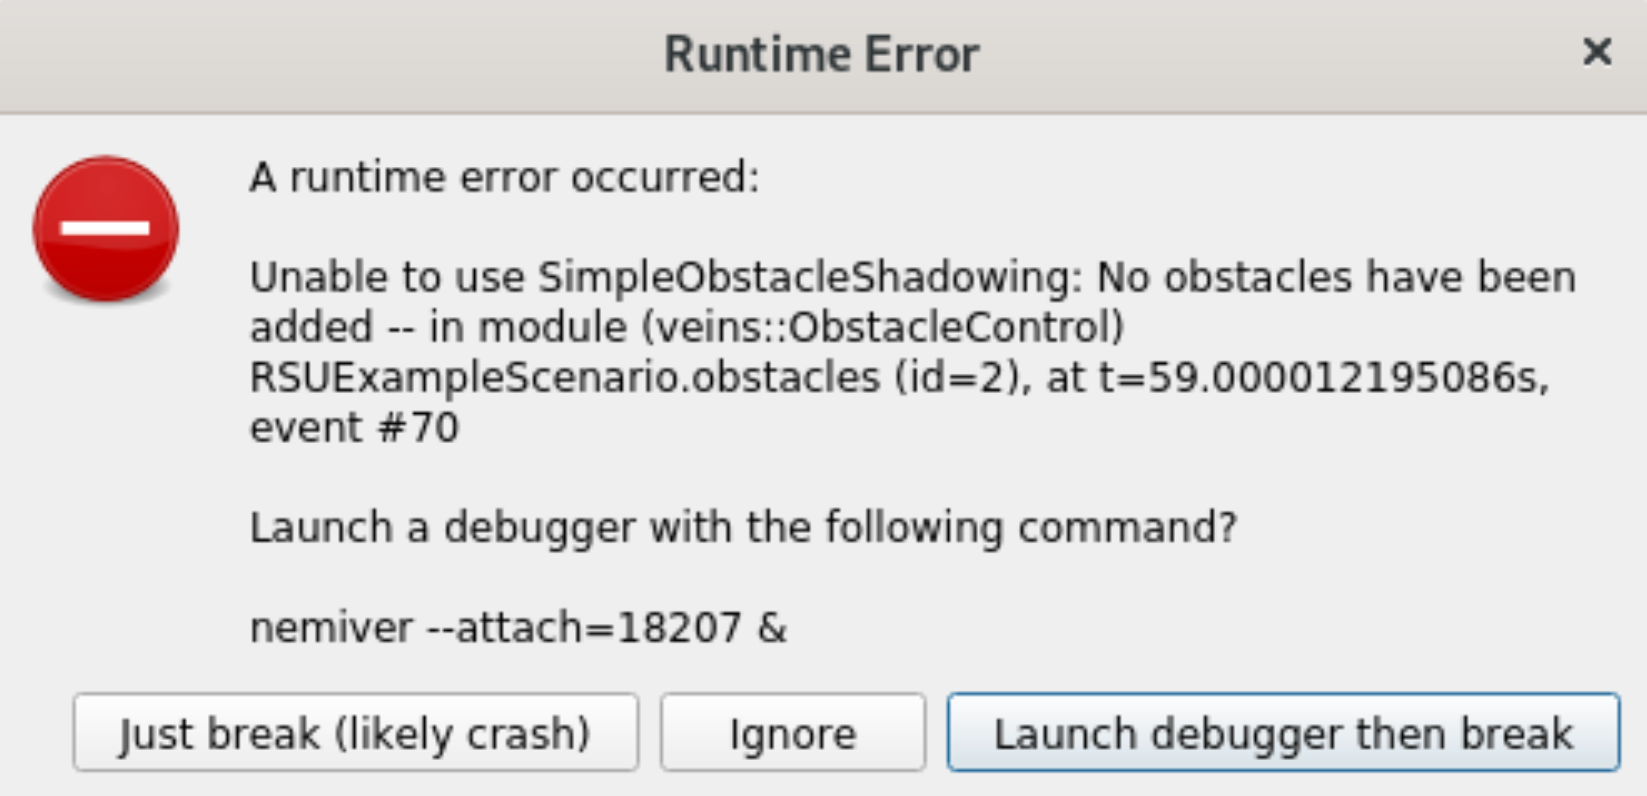 Runtime Error
A runtime error occurred:
Unable to use SimpleObstacleShadowing: No obstacles have been
added -- in module (veins::ObstacleControl)
RSUExampleScenario.obstacles (id=2), at t=59.000012195086s,
event #70
Launch a debugger with the following command?
nemiver --attach=18207 &
Just break (likely crash) Ignore Launch debugger then break